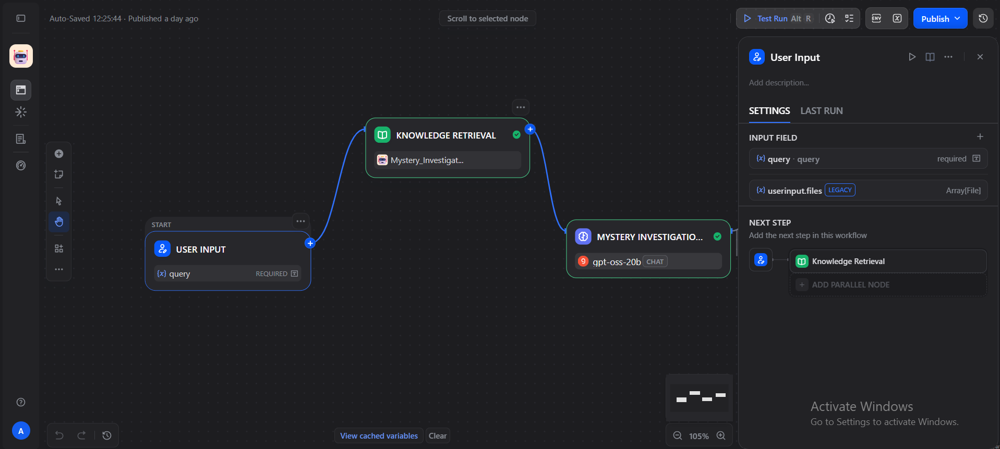 Auto-Saved 12:25:44 · Published a day ago
Scroll to selected node
Test Run Alt R
ENV
Publish
User Input
Add description...
SETTINGS LAST RUN
INPUT FIELD
{x} query · query required
{x} userinput.files LEGACY Array[File]
NEXT STEP
Add the next step in this workflow
Knowledge Retrieval
+ ADD PARALLEL NODE
KNOWLEDGE RETRIEVAL
Mystery_Investigat...
START
USER INPUT
{x} query REQUIRED
MYSTERY INVESTIGATIO...
gpt-oss-20b CHAT
A
View cached variables
Clear
105%
Activate Windows
Go to Settings to activate Windows.